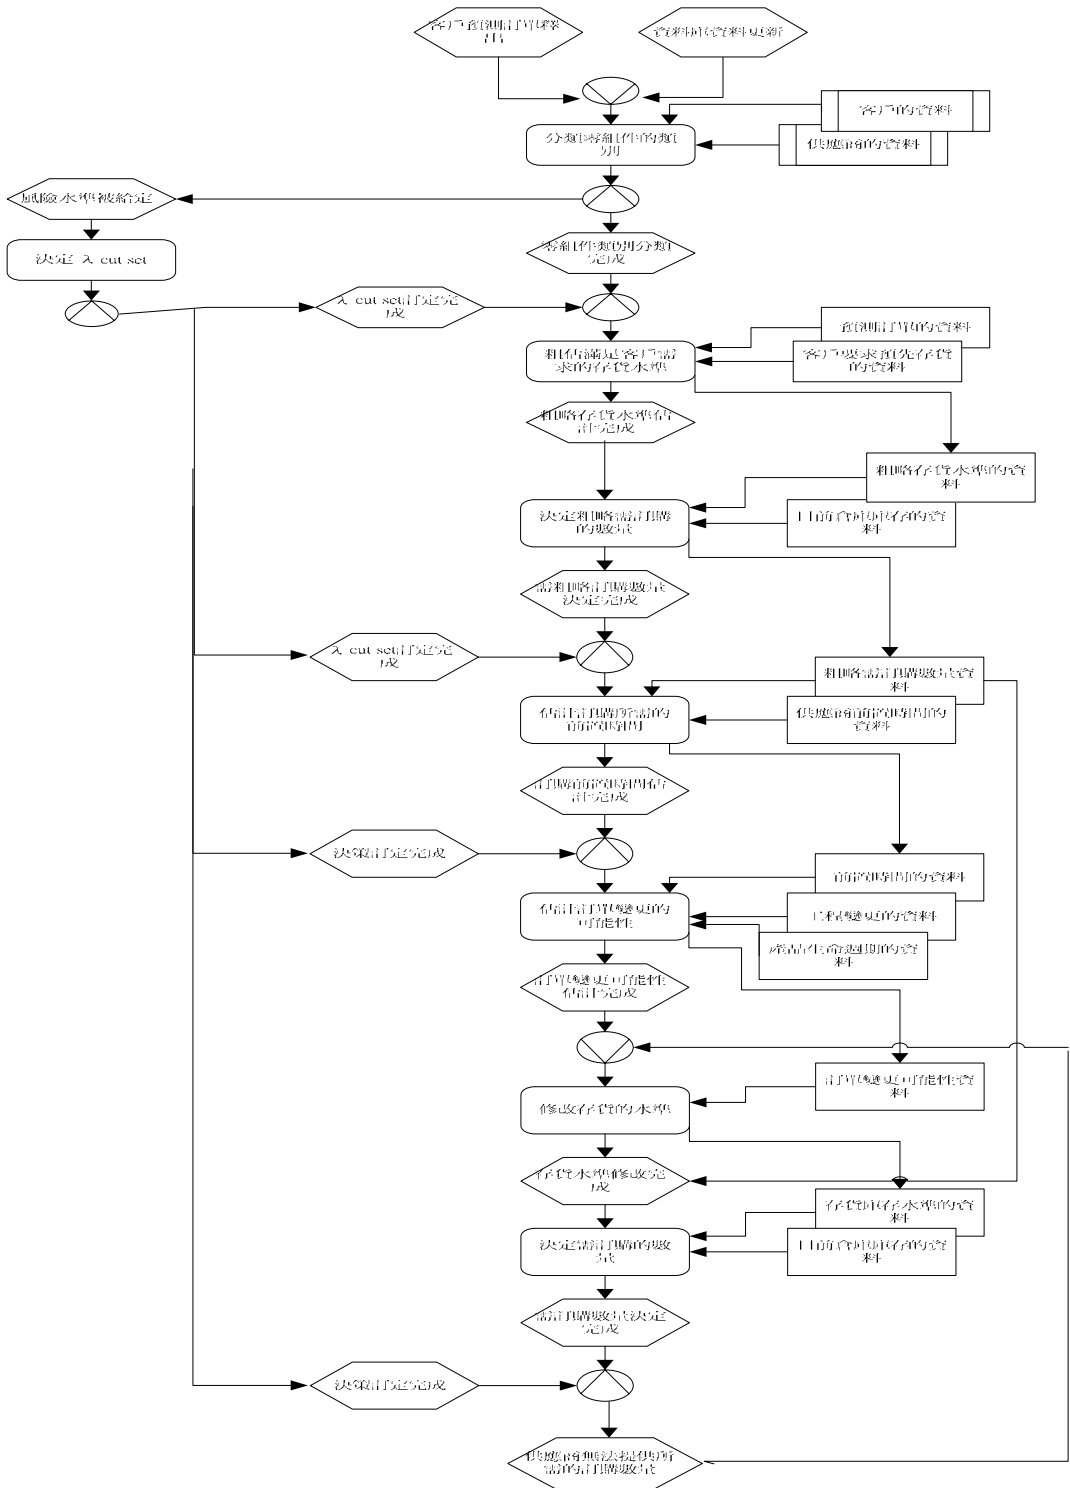 客戶預測訂單釋
出
資料庫資料更新
客戶的資料
分類零組件的類
別
供應商的資料
風險水準被給定
零組件類別分類
完成
決定 λ cut set
λ cut set訂定完
成
預測訂單的資料
粗估滿足客戶需
求的存貨水準
客戶要求預先存貨
的資料
粗略存貨水準估
計完成
粗略存貨水準的資
料
決定粗略需訂購
的數量
目前倉庫庫存的資
料
需粗略訂購數量
決定完成
λ cut set訂定完
成
粗略需訂購數量資
料
估計訂購所需的
前置時間
供應商前置時間的
資料
訂購前置時間估
計完成
決策訂定完成
前置時間的資料
估計訂單變更的
可能性
工程變更的資料
產品生命週期的資
料
訂單變更可能性
估計完成
訂單變更可能性資
料
修改存貨的水準
存貨水準修改完
成
存貨庫存水準的資
料
決定需訂購的數
量
目前倉庫庫存的資
料
需訂購數量決定
完成
決策訂定完成
供應商無法提供所
需的訂購數量